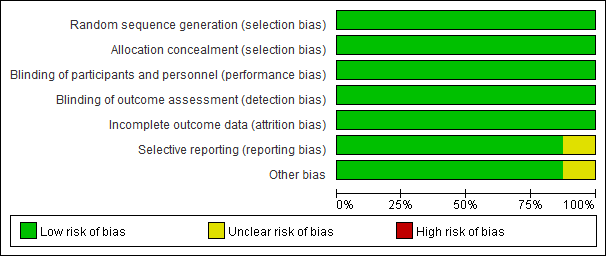 Random sequence generation (selection bias)
Allocation concealment (selection bias)
Blinding of participants and personnel (performance bias)
Blinding of outcome assessment (detection bias)
Incomplete outcome data (attrition bias)
Selective reporting (reporting bias)
Other bias
0% 25% 50% 75% 100%
Low risk of bias Unclear risk of bias High risk of bias